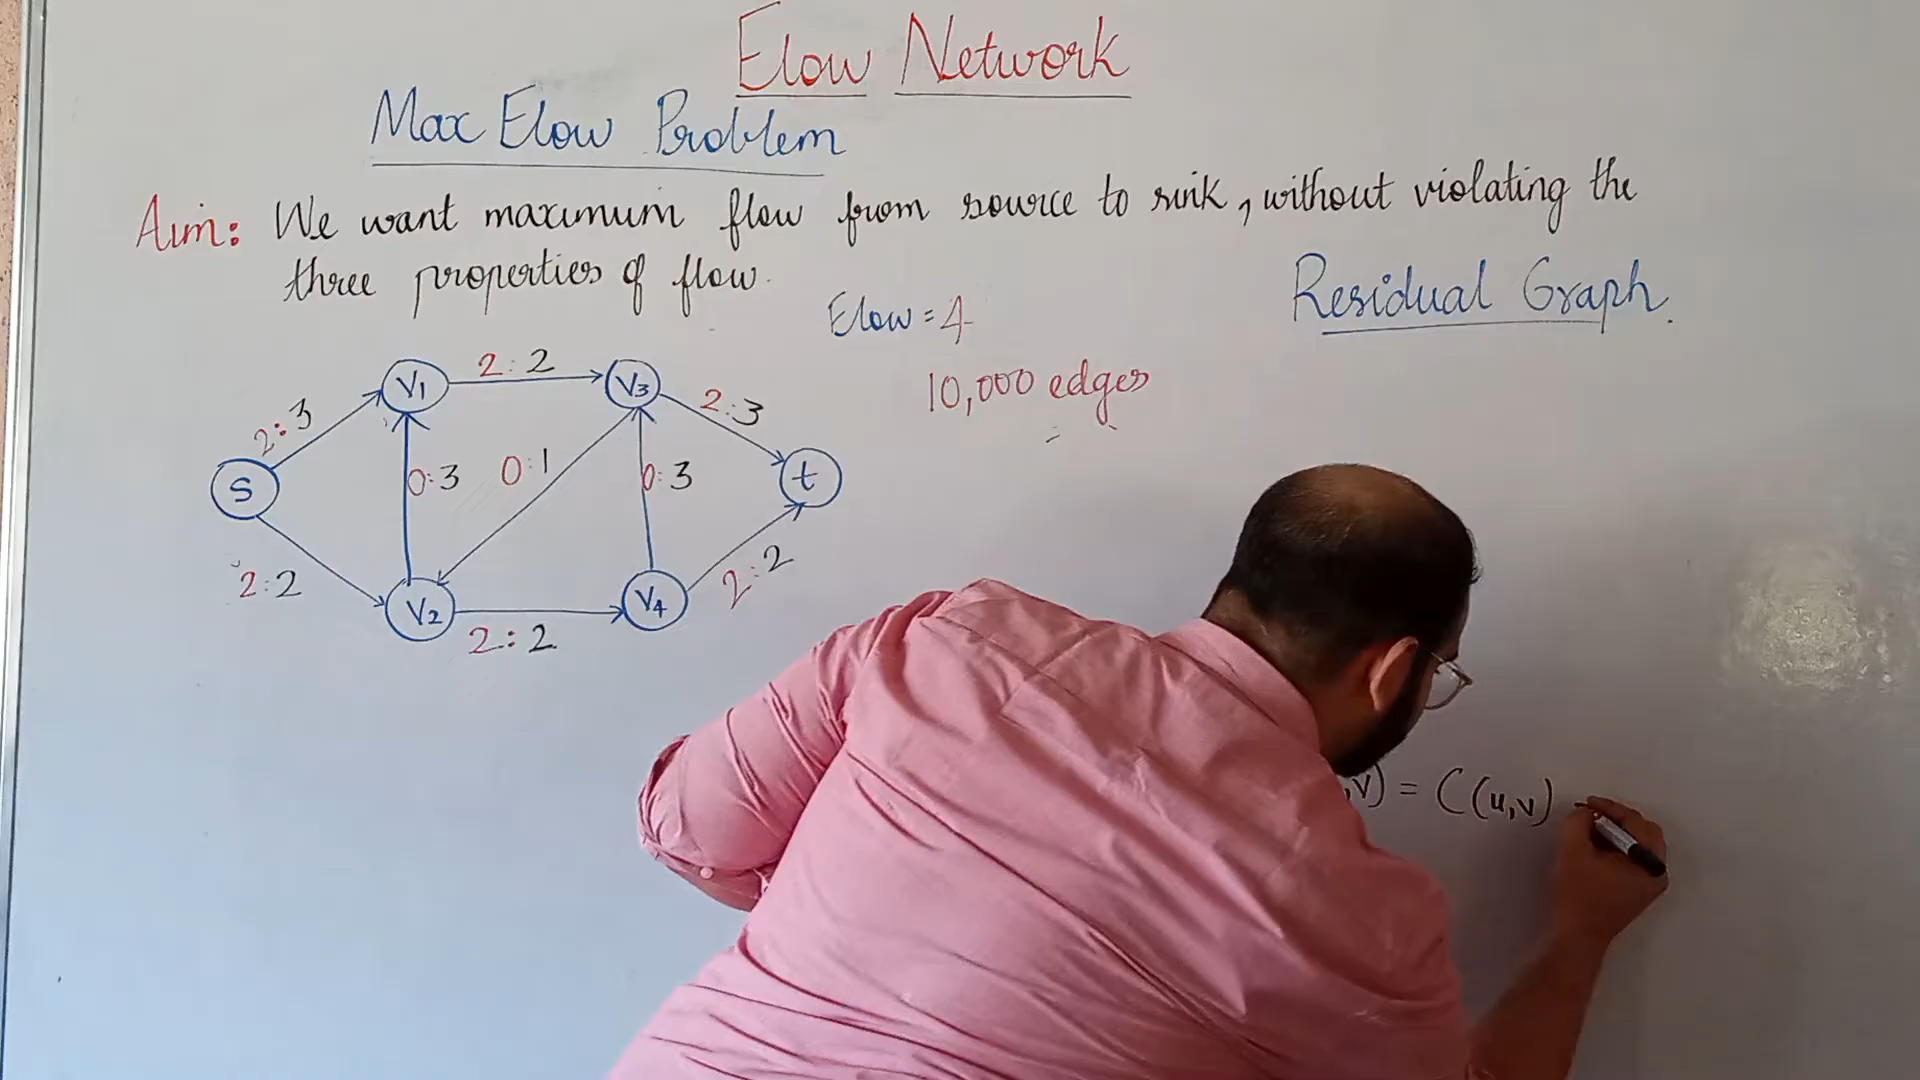 Flow Network
Max Flow Problem
Aim: We want maximum flow from source to sink, without violating the
three properties of flow.
Residual Graph.
Flow = 4
10,000 edges
2:2
V1
V3
2:3
2:3
0:3
0:1
0:3
S
t
2:2
2:2
V2
V4
2:2
,v) = C(u,v) -